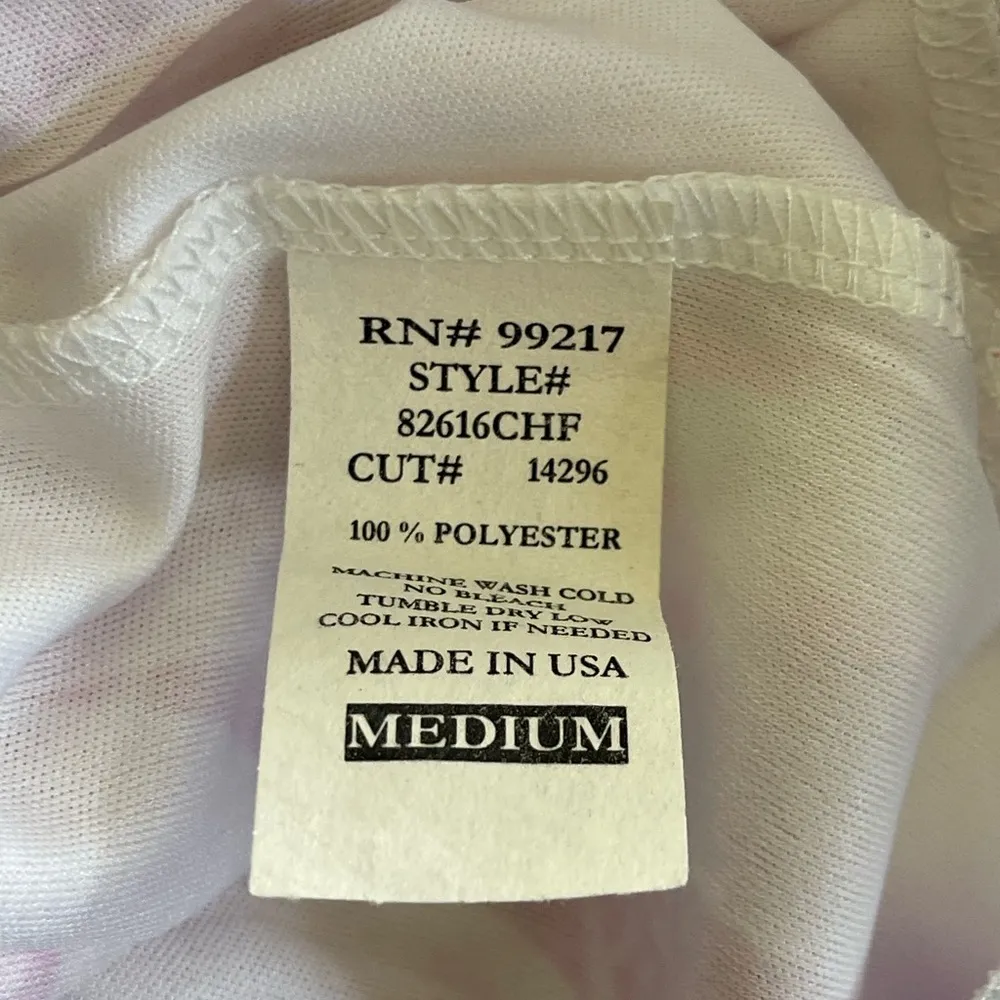 RN# 99217
STYLE#
82616CHF
CUT# 14296
100 % POLYESTER
MACHINE WASH COLD
NO BLEACH
TUMBLE DRY LOW
COOL IRON IF NEEDED
MADE IN USA
MEDIUM